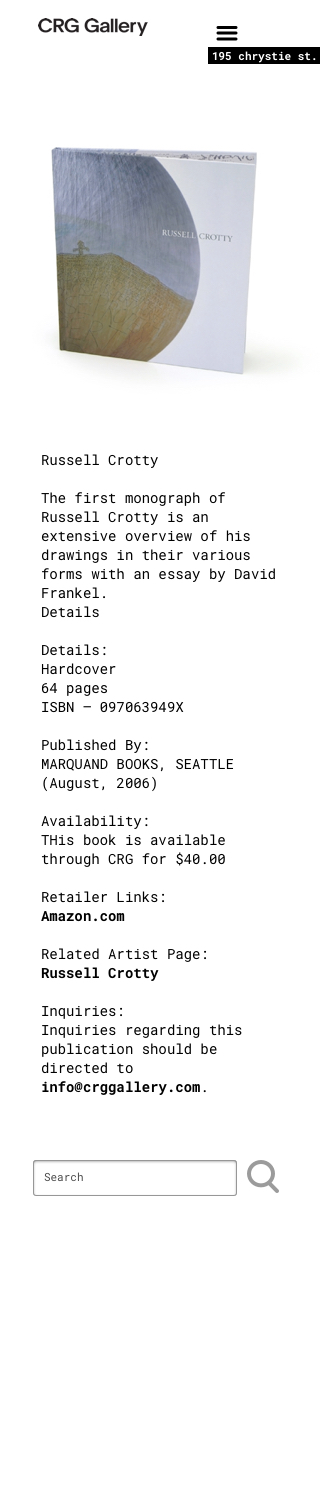 CRG Gallery
195 chrystie st.
RUSSELL CROTTY
Russell Crotty
The first monograph of
Russell Crotty is an
extensive overview of his
drawings in their various
forms with an essay by David
Frankel.
Details
Details:
Hardcover
64 pages
ISBN – 097063949X
Published By:
MARQUAND BOOKS, SEATTLE
(August, 2006)
Availability:
THis book is available
through CRG for $40.00
Retailer Links:
Amazon.com
Related Artist Page:
Russell Crotty
Inquiries:
Inquiries regarding this
publication should be
directed to
info@crggallery.com.
Search